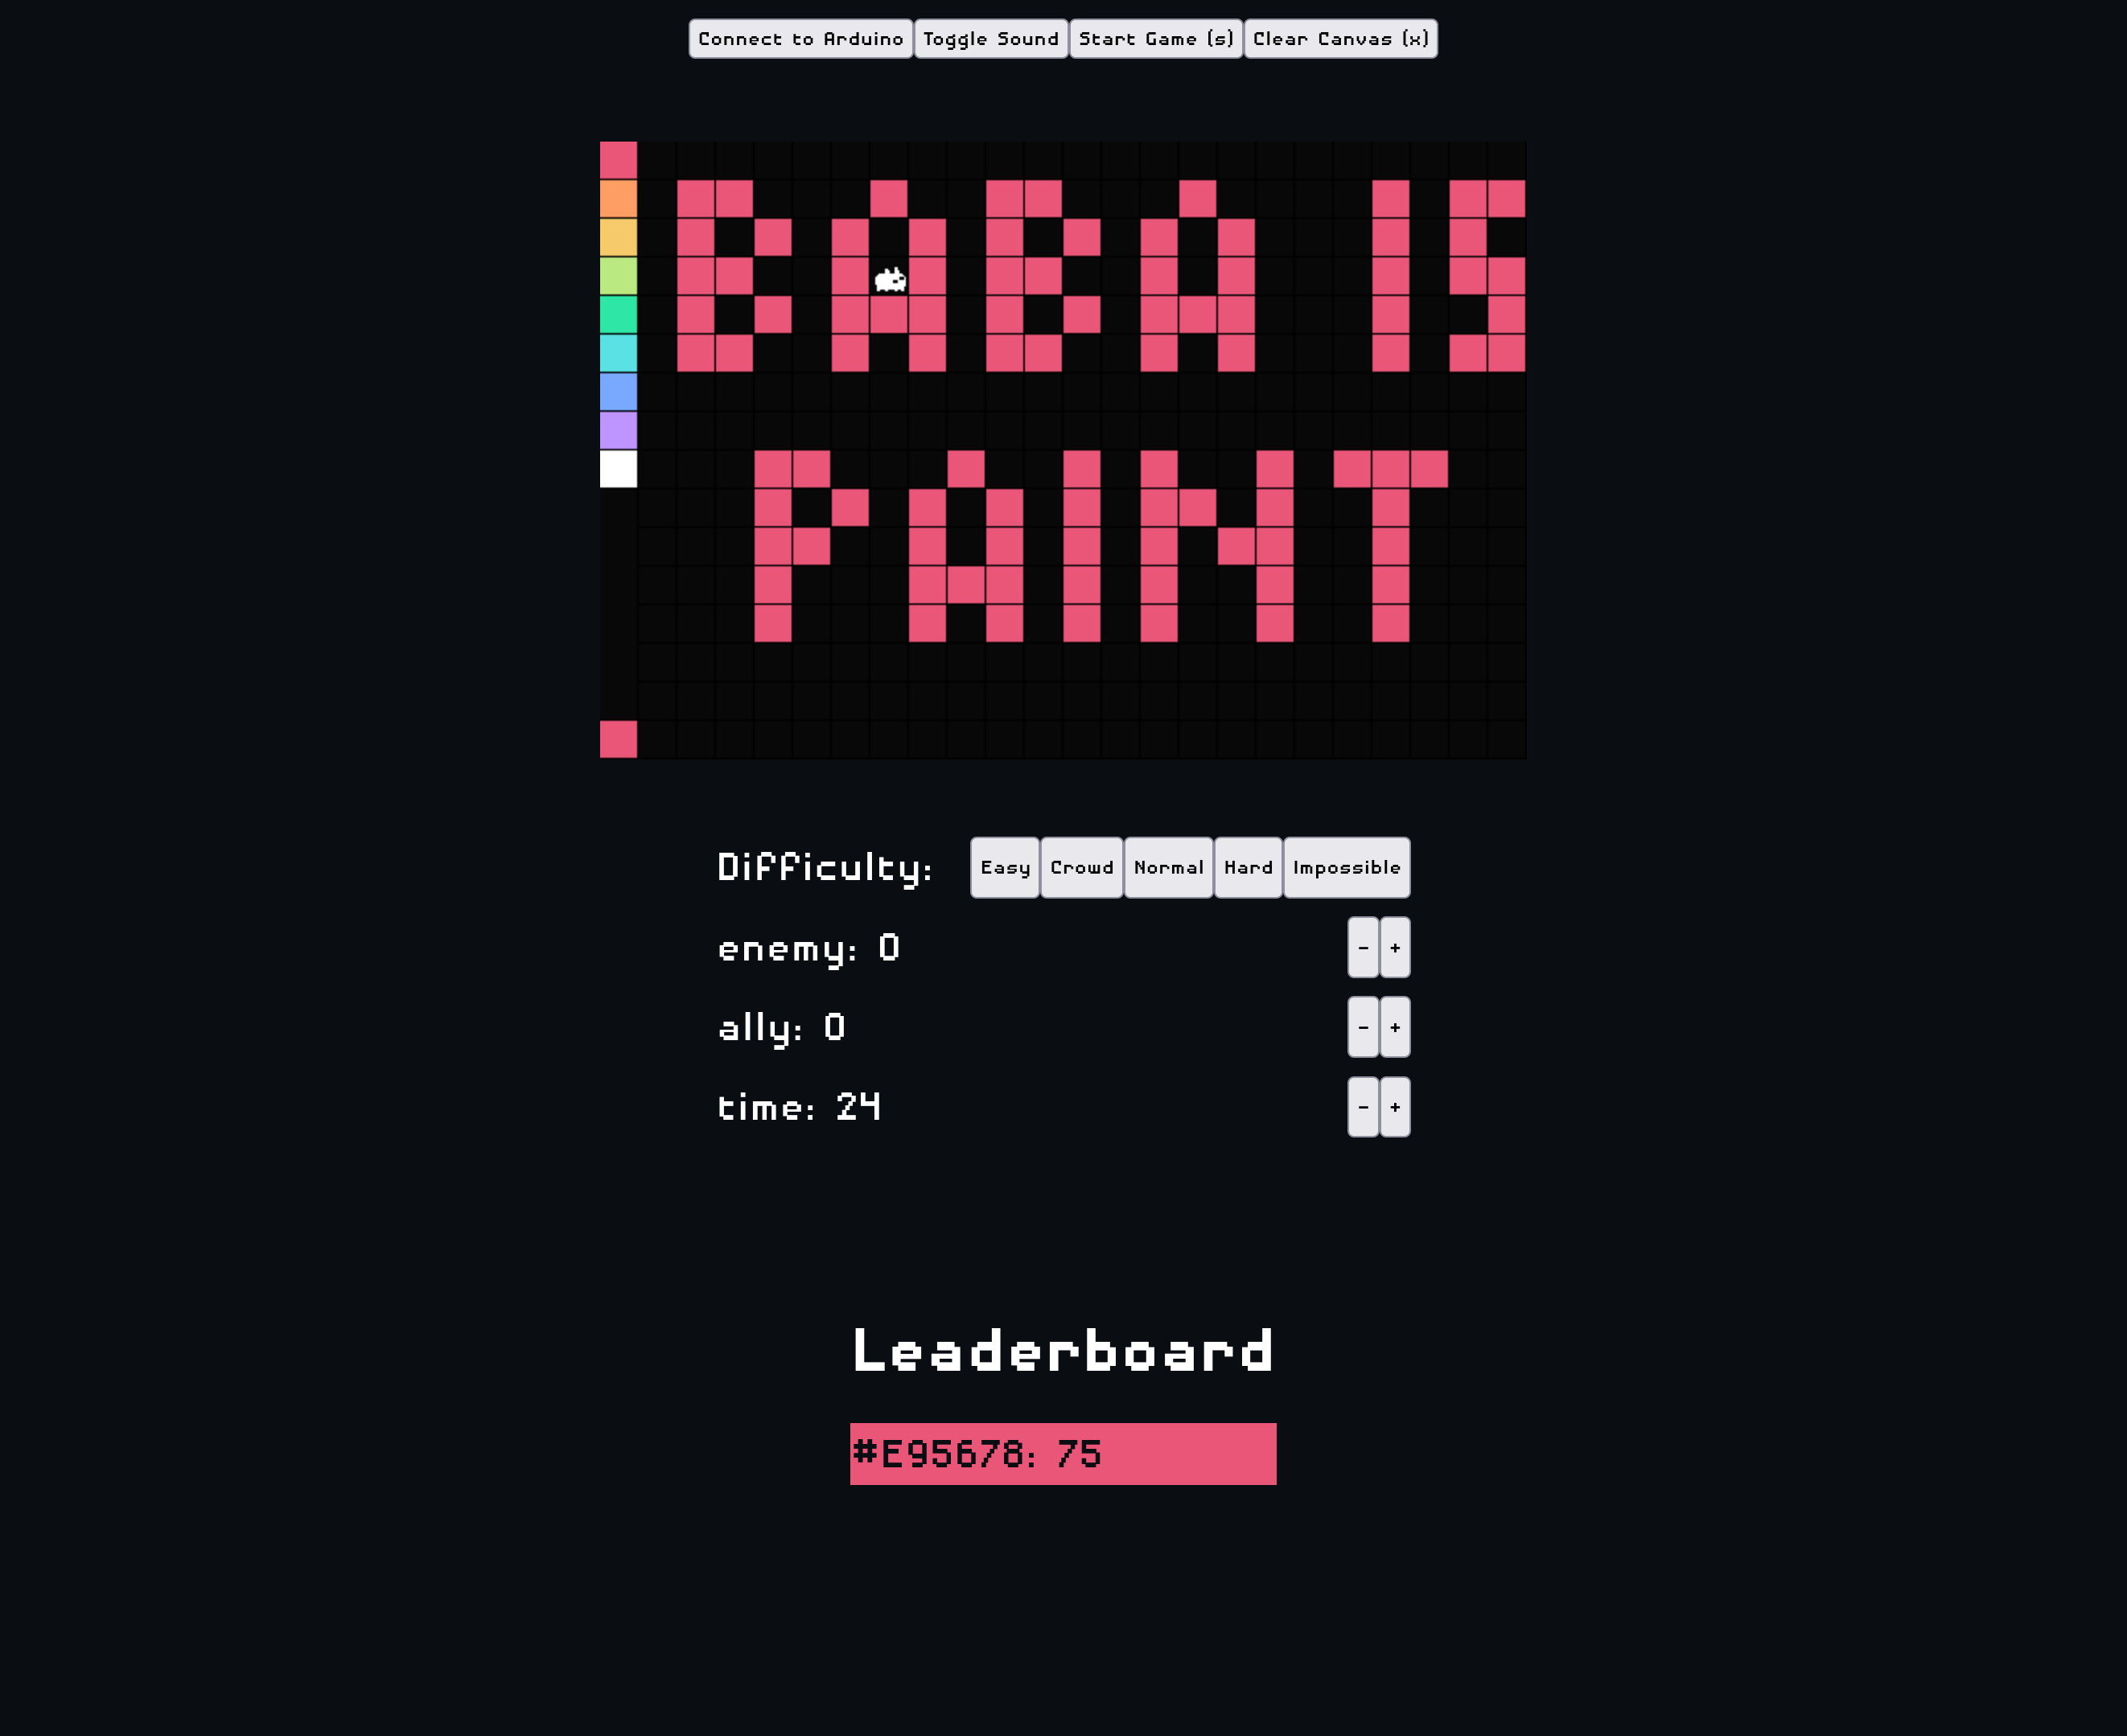 Connect to Arduino Toggle Sound Start Game (s) Clear Canvas (x)
BABA IS
PAINT
Difficulty: Easy Crowd Normal Hard Impossible
enemy: 0 - +
ally: 0 - +
time: 24 - +
Leaderboard
#E95678: 75